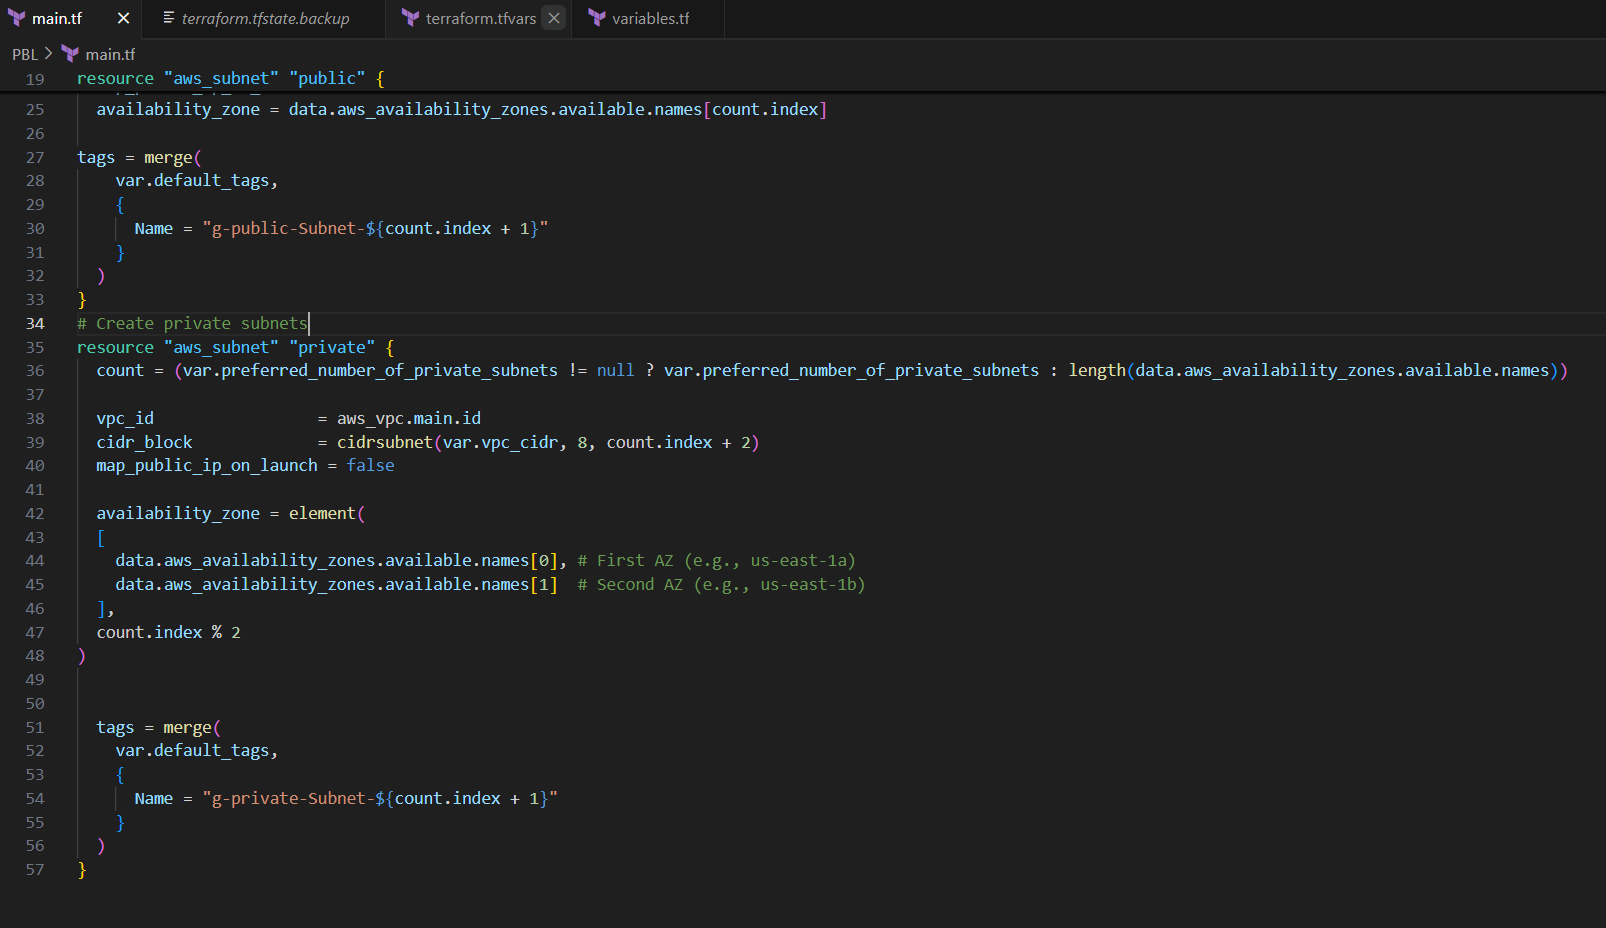 main.tf
terraform.tfstate.backup
terraform.tfvars
variables.tf
PBL > main.tf
19 resource "aws_subnet" "public" {
25   availability_zone = data.aws_availability_zones.available.names[count.index]
26
27 tags = merge(
28     var.default_tags,
29     {
30       Name = "g-public-Subnet-${count.index + 1}"
31     }
32   )
33 }
34 # Create private subnets
35 resource "aws_subnet" "private" {
36   count = (var.preferred_number_of_private_subnets != null ? var.preferred_number_of_private_subnets : length(data.aws_availability_zones.available.names))
37
38   vpc_id                 = aws_vpc.main.id
39   cidr_block             = cidrsubnet(var.vpc_cidr, 8, count.index + 2)
40   map_public_ip_on_launch = false
41
42   availability_zone = element(
43   [
44     data.aws_availability_zones.available.names[0], # First AZ (e.g., us-east-1a)
45     data.aws_availability_zones.available.names[1]  # Second AZ (e.g., us-east-1b)
46   ],
47   count.index % 2
48 )
49
50
51   tags = merge(
52     var.default_tags,
53     {
54       Name = "g-private-Subnet-${count.index + 1}"
55     }
56   )
57 }